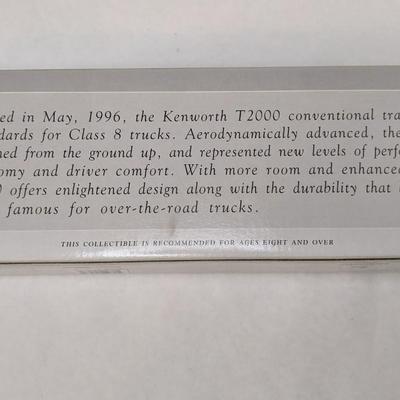 ed in May, 1996, the Kenworth T2000 conventional tra
dards for Class 8 trucks. Aerodynamically advanced, the
ned from the ground up, and represented new levels of perf
omy and driver comfort. With more room and enhanced
0 offers enlightened design along with the durability that
famous for over-the-road trucks.
THIS COLLECTIBLE IS RECOMMENDED FOR AGES EIGHT AND OVER